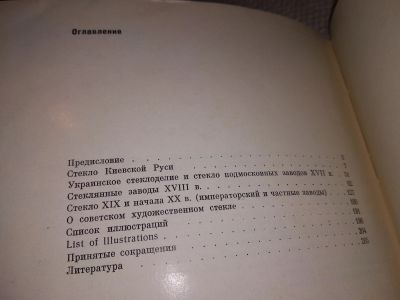 Оглавление
Предисловие
Стекло Киевской Руси
Украинское стеклоделие и стекло подмосковных заводов XVII в.
Стеклянные заводы XVIII в.
Стекло XIX и начала XX в. (императорский и частные заводы)
О советском художественном стекле
Список иллюстраций
List of Illustrations
Принятые сокращения
Литература